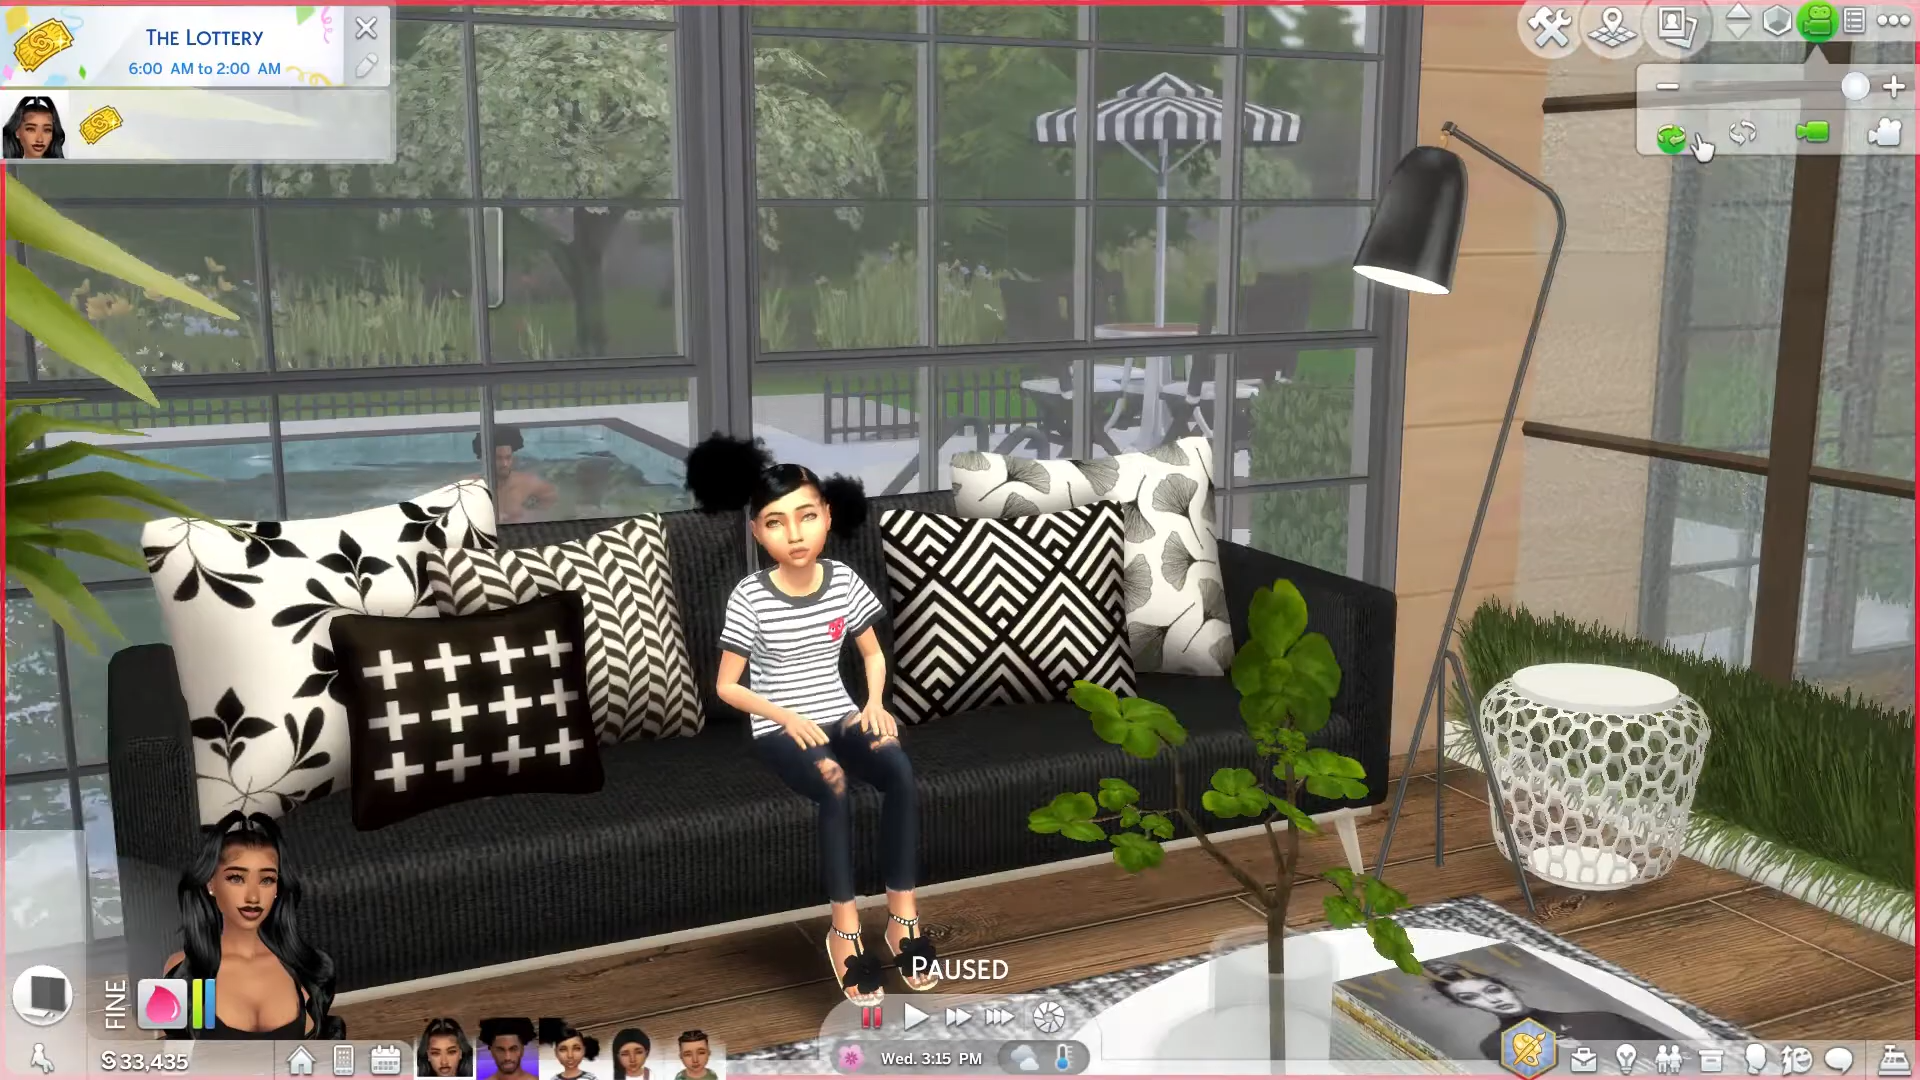 THE LOTTERY
6:00 AM to 2:00 AM
PAUSED
FINE
33,435
Wed. 3:15 PM